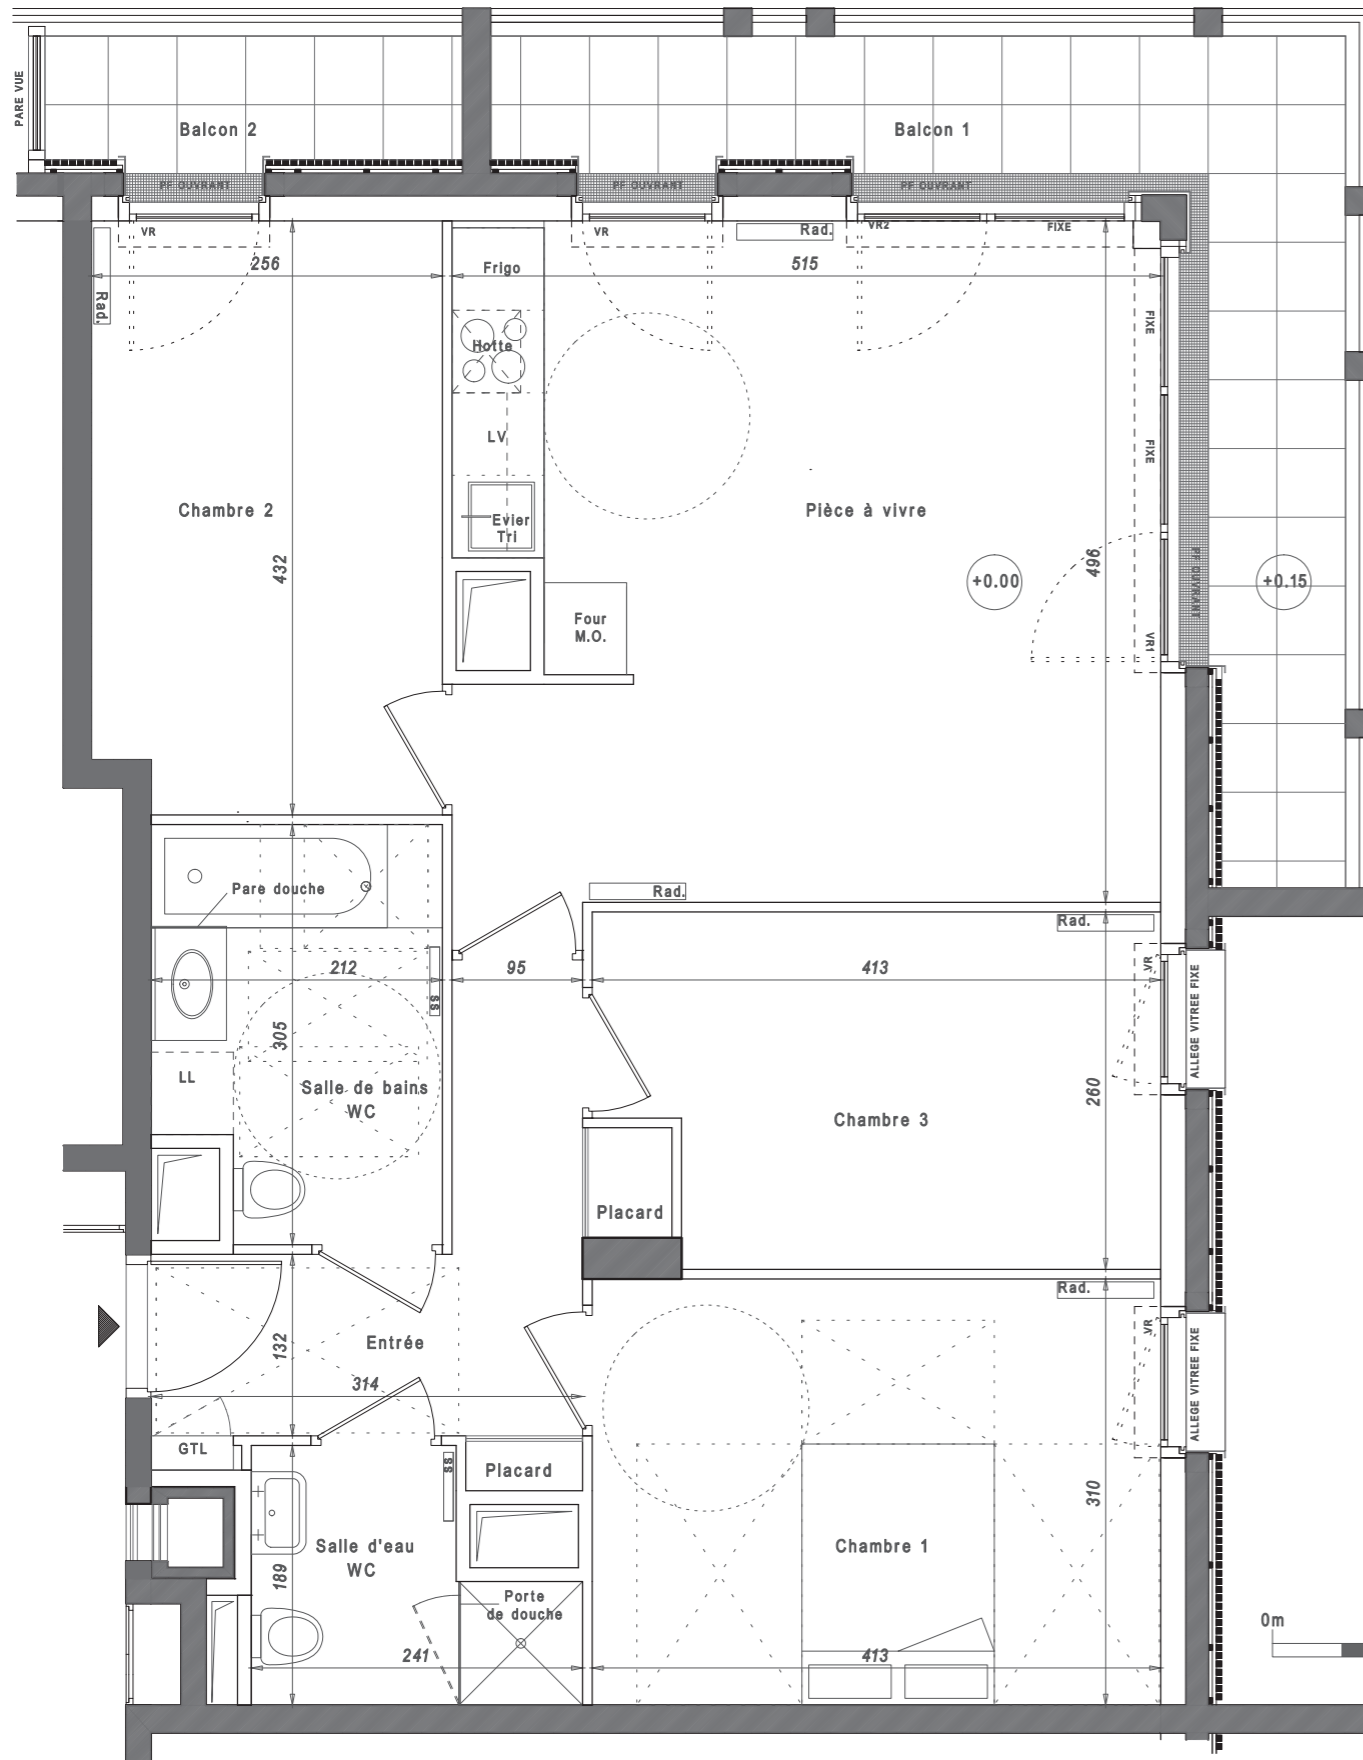 PARE VUE
Balcon 2
Balcon 1
PF OUVRANT
PF OUVRANT
PF OUVRANT
VR
VR
Rad.
VR2
FIXE
256
515
Frigo
Rad.
FIXE
Hotte
LV
FIXE
Chambre 2
Evier
Tri
Pièce à vivre
432
496
+0.00
+0.15
PF OUVRANT
Four
M.O.
VR1
Pare douche
Rad.
Rad.
212
95
413
VR
SS
305
ALLEGE VITREE FIXE
LL
Salle de bains
WC
260
Chambre 3
Placard
Rad.
132
Entrée
VR
314
ALLEGE VITREE FIXE
GTL
SS
Placard
310
Salle d'eau
WC
Chambre 1
189
Porte
de douche
0m
241
413